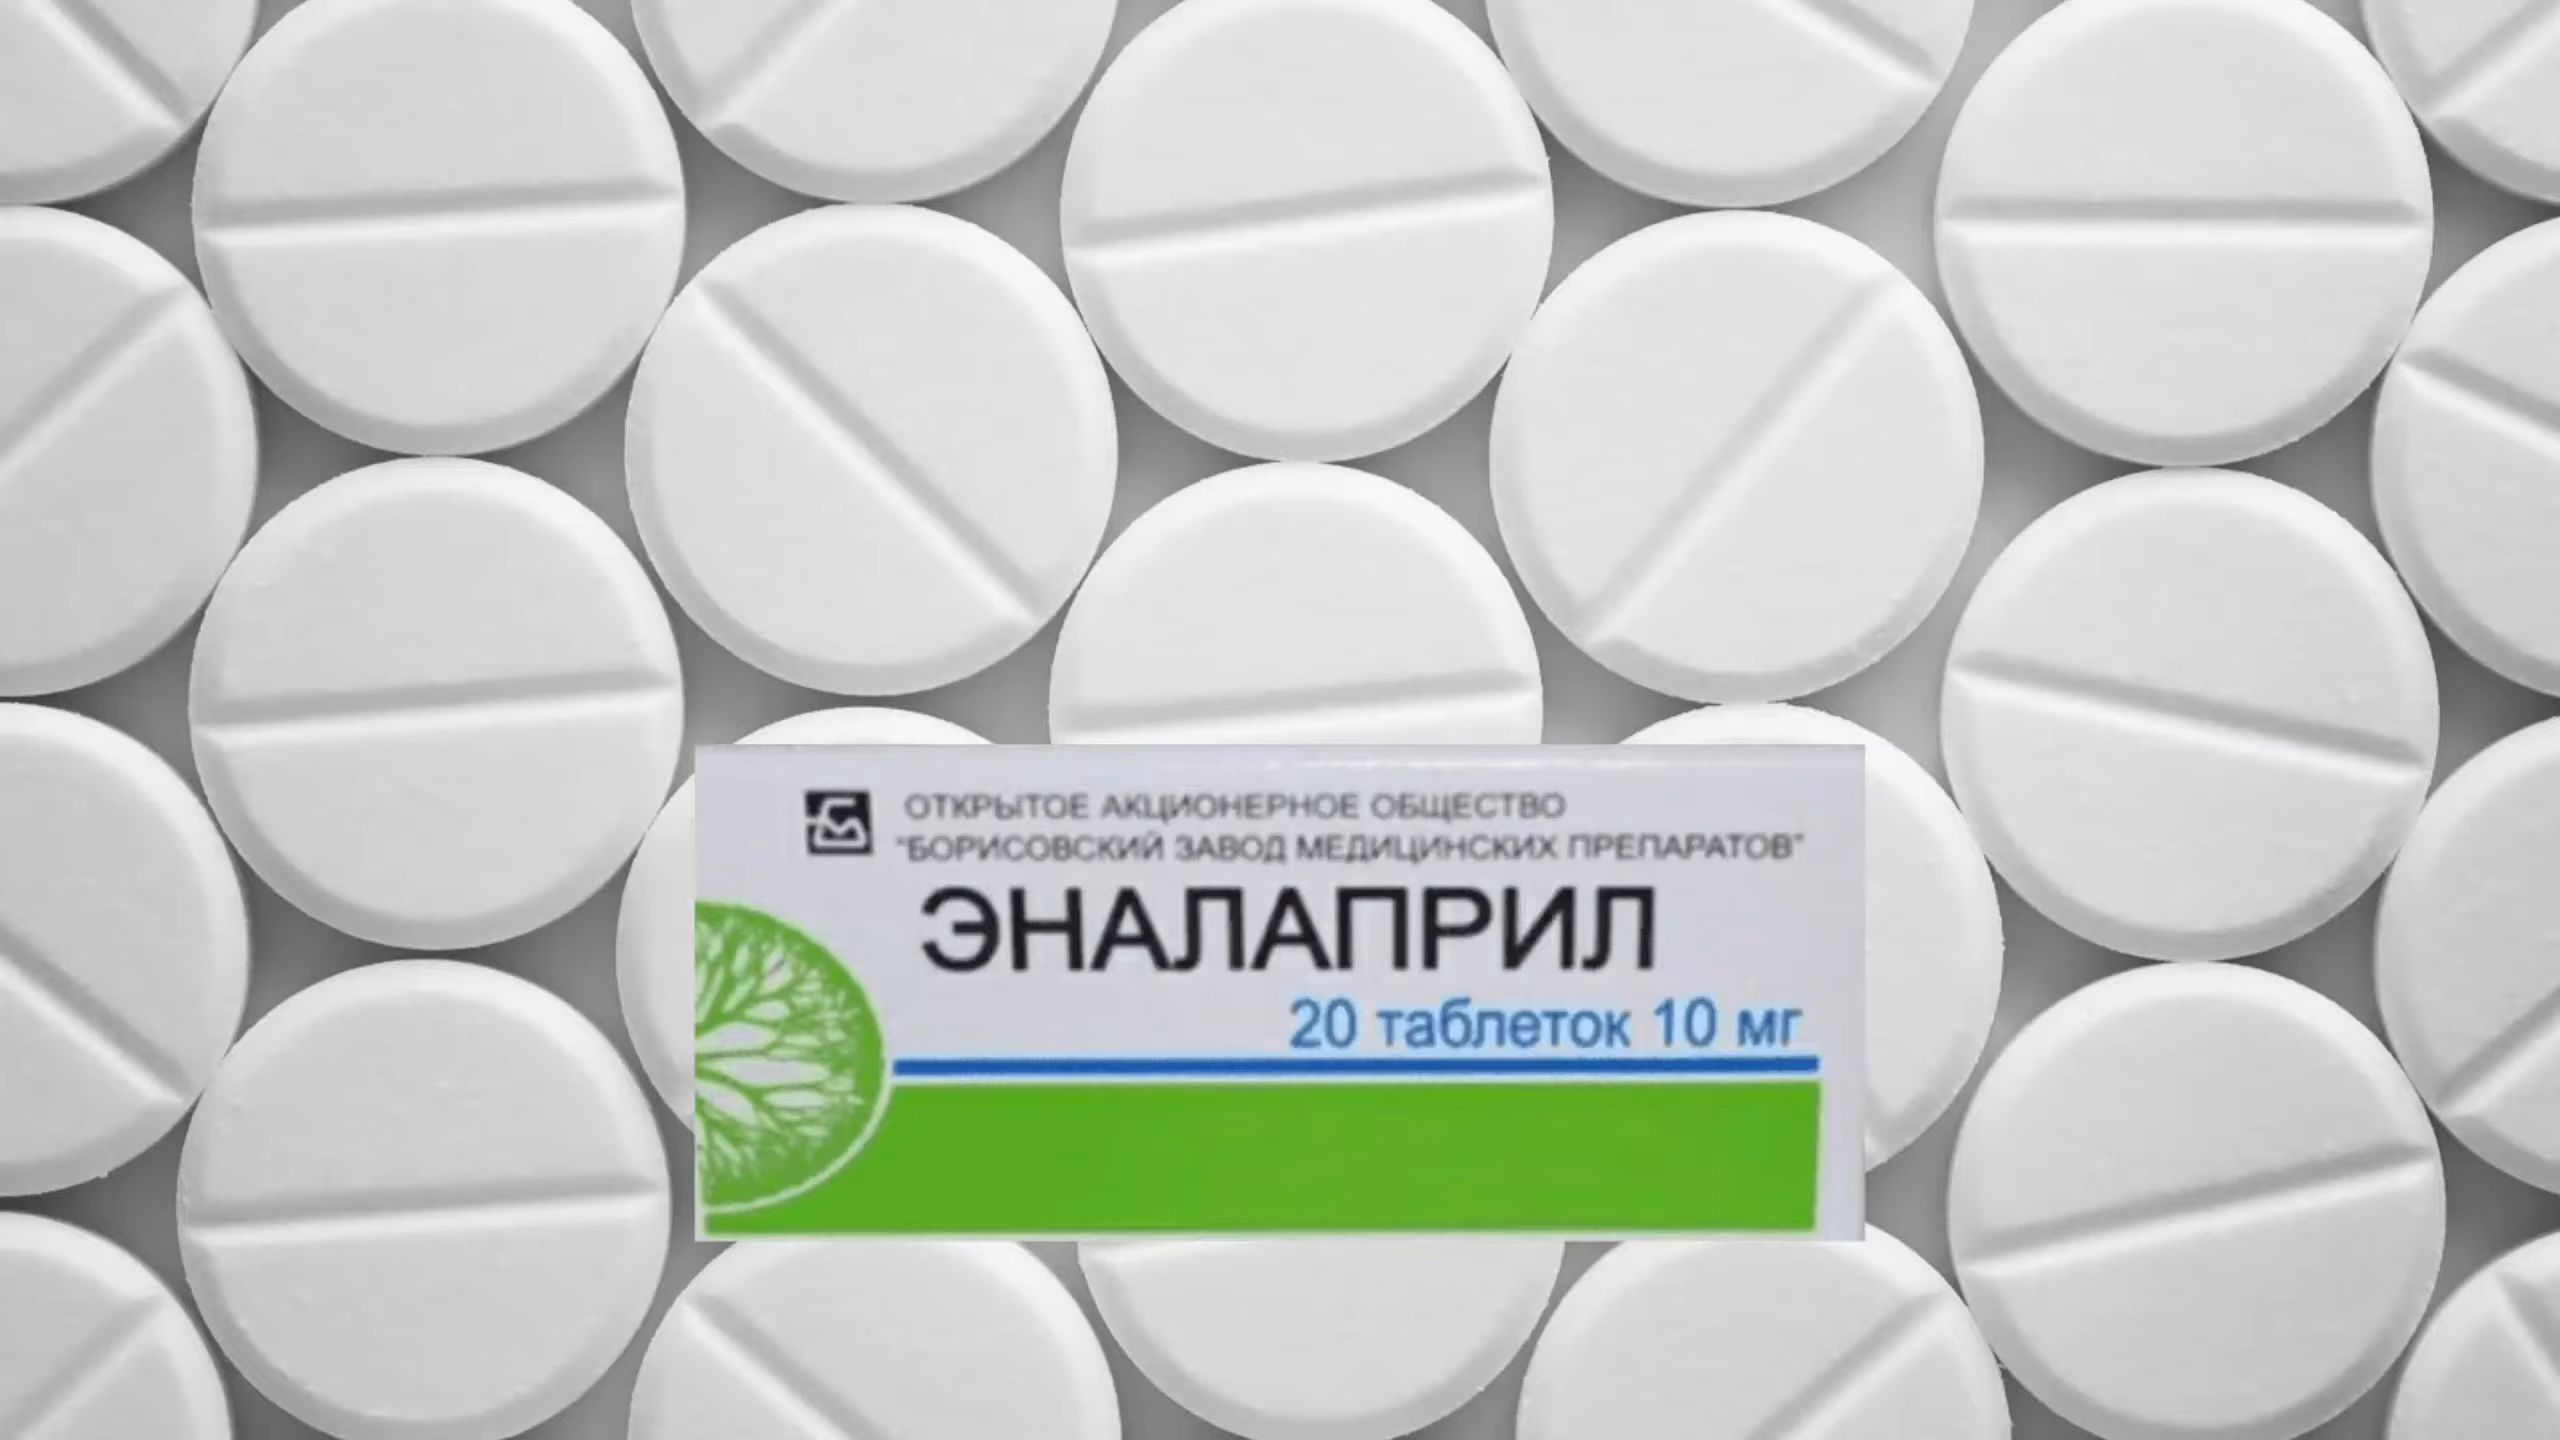 ОТКРЫТОЕ АКЦИОНЕРНОЕ ОБЩЕСТВО
"БОРИСОВСКИЙ ЗАВОД МЕДИЦИНСКИХ ПРЕПАРАТОВ"
ЭНАЛАПРИЛ
20 таблеток 10 мг